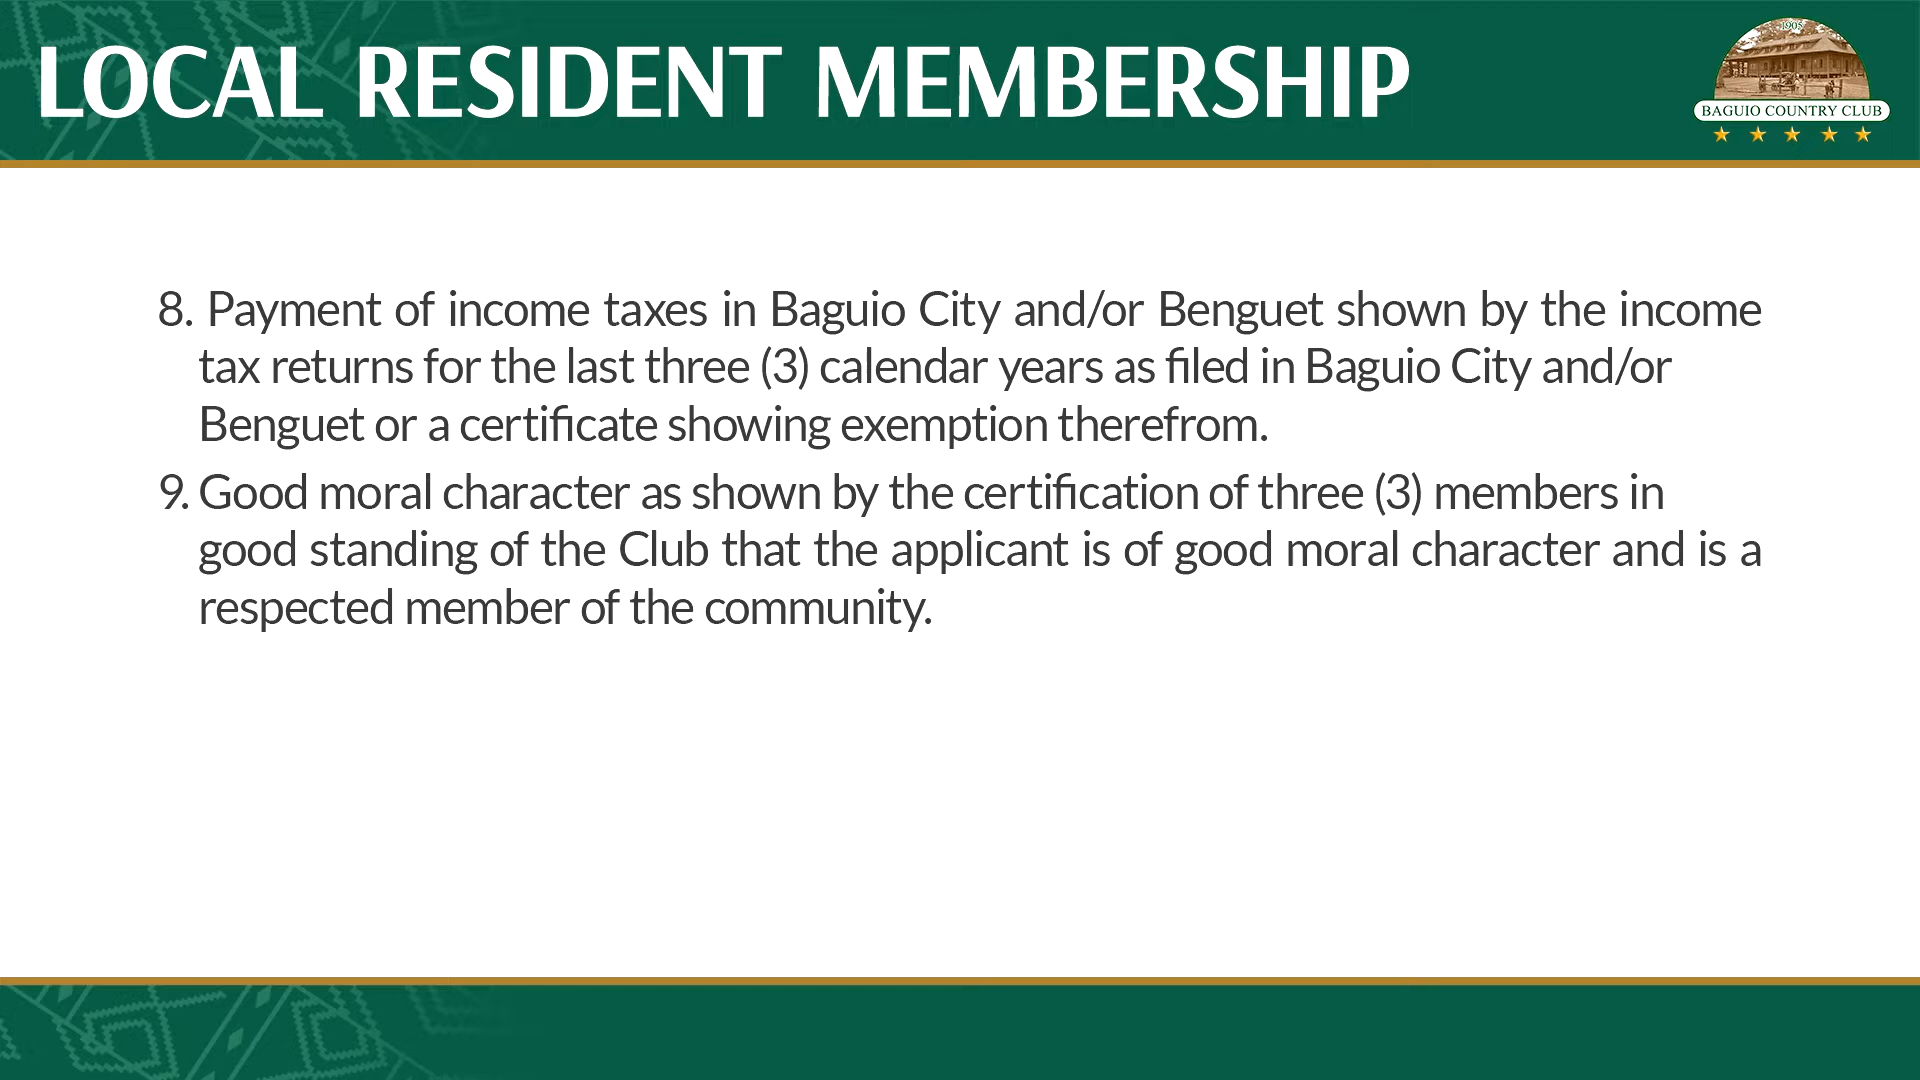 LOCAL RESIDENT MEMBERSHIP
1905
BAGUIO COUNTRY CLUB
8. Payment of income taxes in Baguio City and/or Benguet shown by the income
tax returns for the last three (3) calendar years as filed in Baguio City and/or
Benguet or a certificate showing exemption therefrom.
9. Good moral character as shown by the certification of three (3) members in
good standing of the Club that the applicant is of good moral character and is a
respected member of the community.